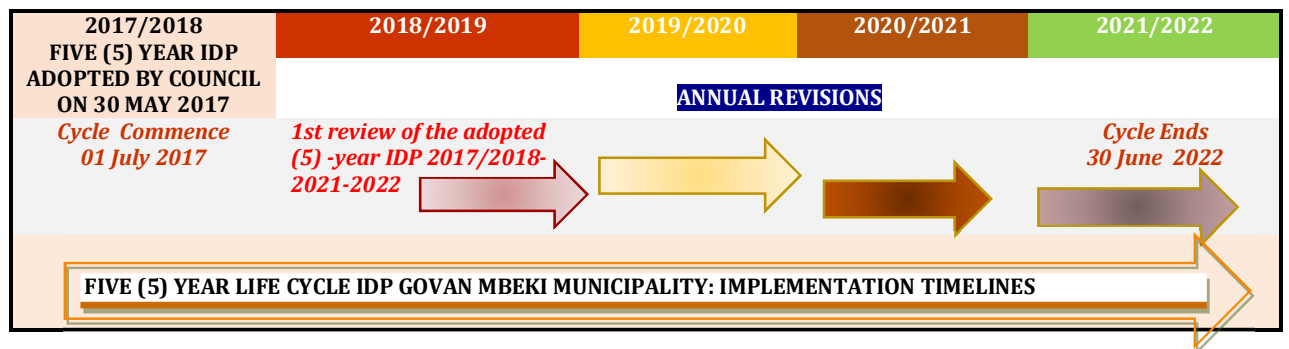 2017/2018
FIVE (5) YEAR IDP
ADOPTED BY COUNCIL
ON 30 MAY 2017
2018/2019
2019/2020
2020/2021
2021/2022
ANNUAL REVISIONS
Cycle Commence
01 July 2017
1st review of the adopted
(5) -year IDP 2017/2018-
2021-2022
Cycle Ends
30 June 2022
FIVE (5) YEAR LIFE CYCLE IDP GOVAN MBEKI MUNICIPALITY: IMPLEMENTATION TIMELINES